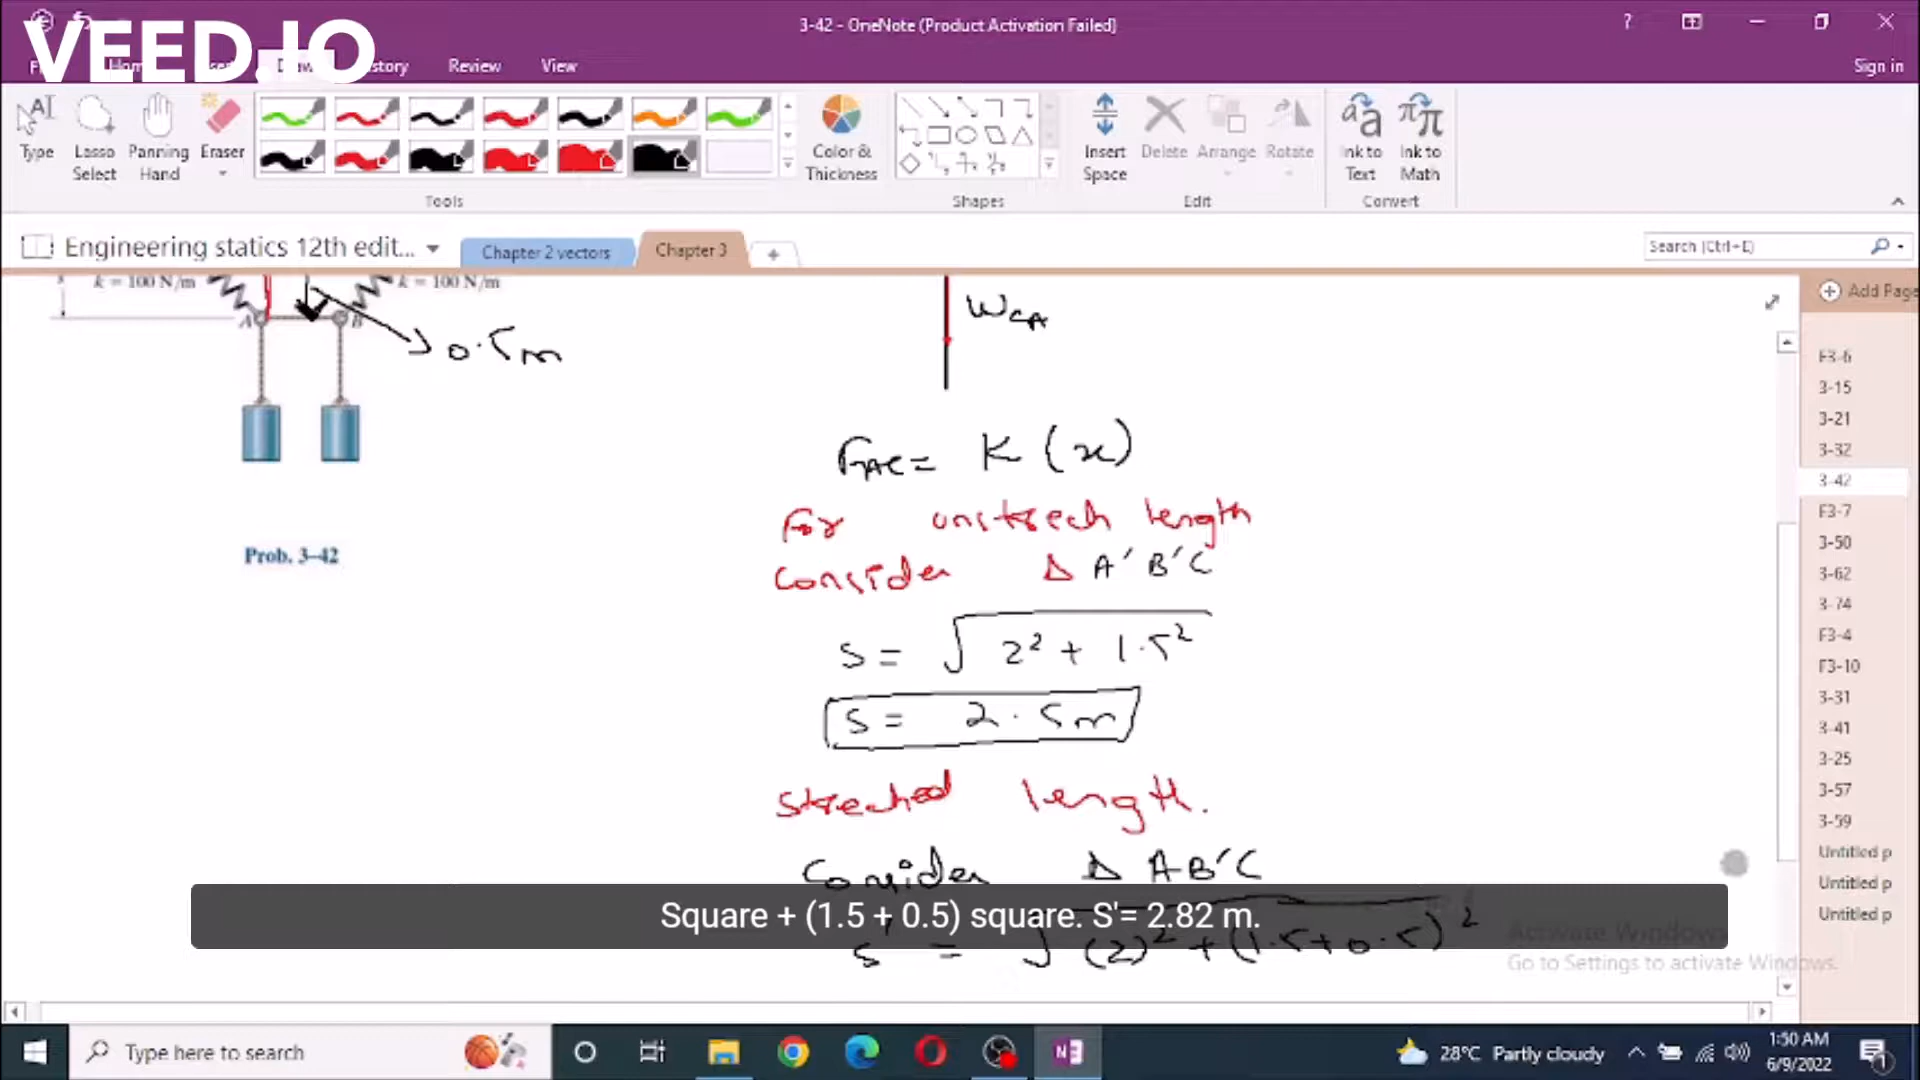 VEED.IO
3-42 - OneNote (Product Activation Failed)
?
Draw
Review
View
Sign in
Type
Lasso Select
Panning Hand
Eraser
Color & Thickness
Insert Space
Delete
Arrange
Rotate
Ink to Text
Ink to Math
Tools
Shapes
Edit
Convert
Engineering statics 12th edit...
Chapter 2 vectors
Chapter 3
+
Search (Ctrl+E)
k = 100 N/m
k = 100 N/m
A
B
0.5m
W_CA
Prob. 3–42
F_AC = K (x)
For unstrech length
Consider Δ A′ B′ C
S = √ 2² + 1.5²
S = 2.5m
Streched length.
Consider Δ AB′C
Square + (1.5 + 0.5) square. S'= 2.82 m.
S' = √ (2)² + (1.5+0.5)²
Activate Windows
Go to Settings to activate Windows.
Add Page
F3-6
3-15
3-21
3-32
3-42
F3-7
3-50
3-62
3-74
F3-4
F3-10
3-31
3-41
3-25
3-57
3-59
Untitled p
Untitled p
Untitled p
Type here to search
28°C Partly cloudy
1:50 AM
6/9/2022
1